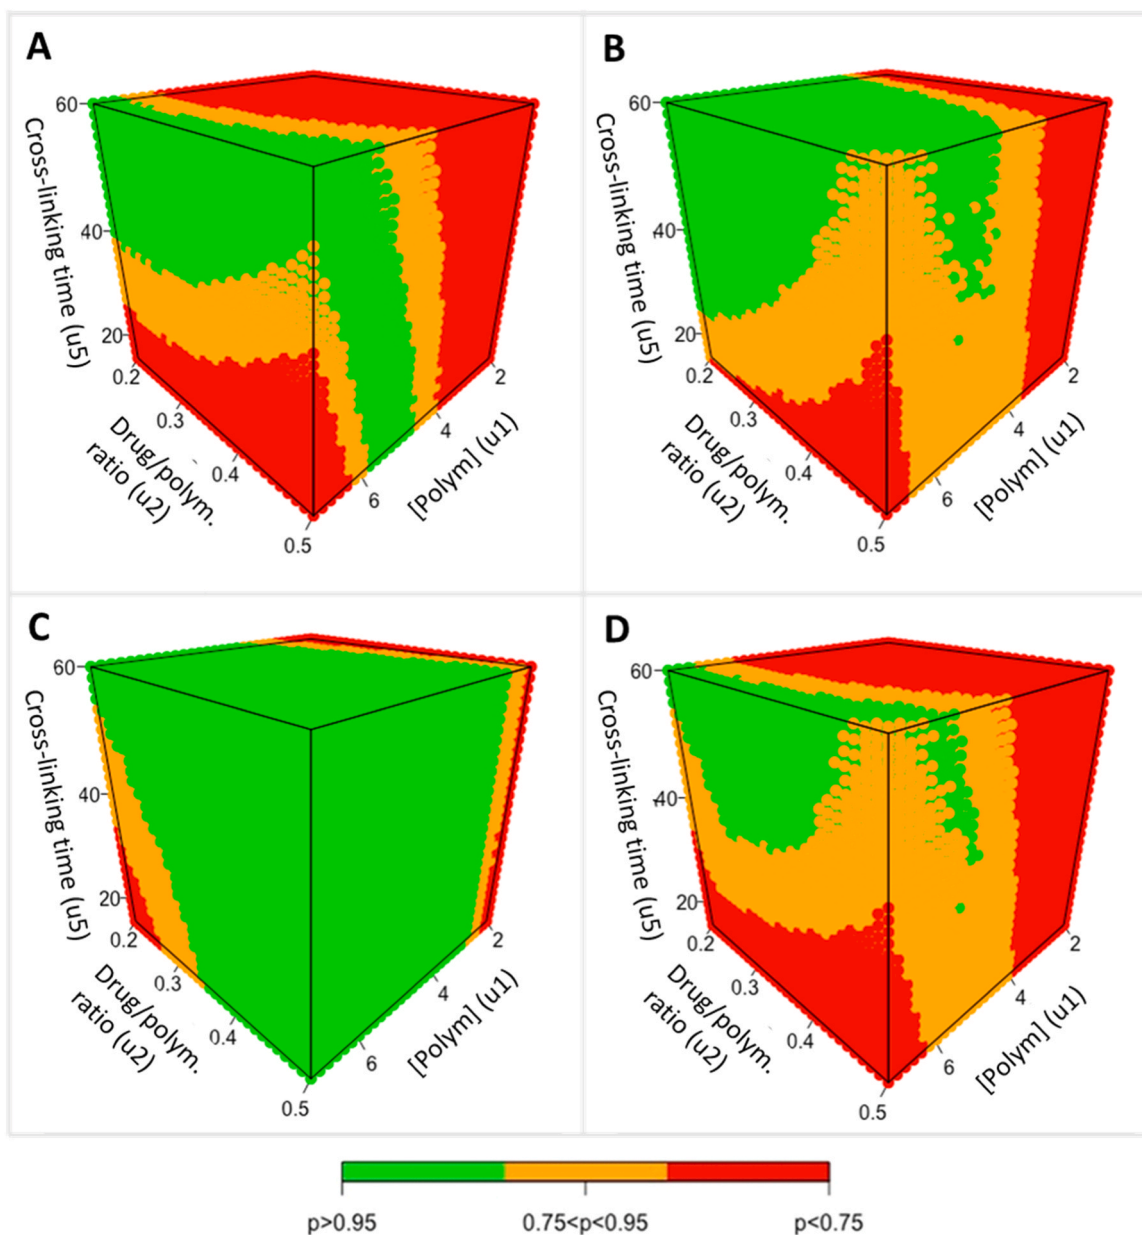 A
60
40
20
Cross-linking time (u5)
0.2
0.3
0.4
0.5
Drug/polym.
ratio (u2)
2
4
6
[Polym] (u1)
B
60
40
20
Cross-linking time (u5)
0.2
0.3
0.4
0.5
Drug/polym.
ratio (u2)
2
4
6
[Polym] (u1)
C
60
40
20
Cross-linking time (u5)
0.2
0.3
0.4
0.5
Drug/polym.
ratio (u2)
2
4
6
[Polym] (u1)
D
60
40
20
Cross-linking time (u5)
0.2
0.3
0.4
0.5
Drug/polym.
ratio (u2)
2
4
6
[Polym] (u1)
p>0.95 0.75<p<0.95 p<0.75